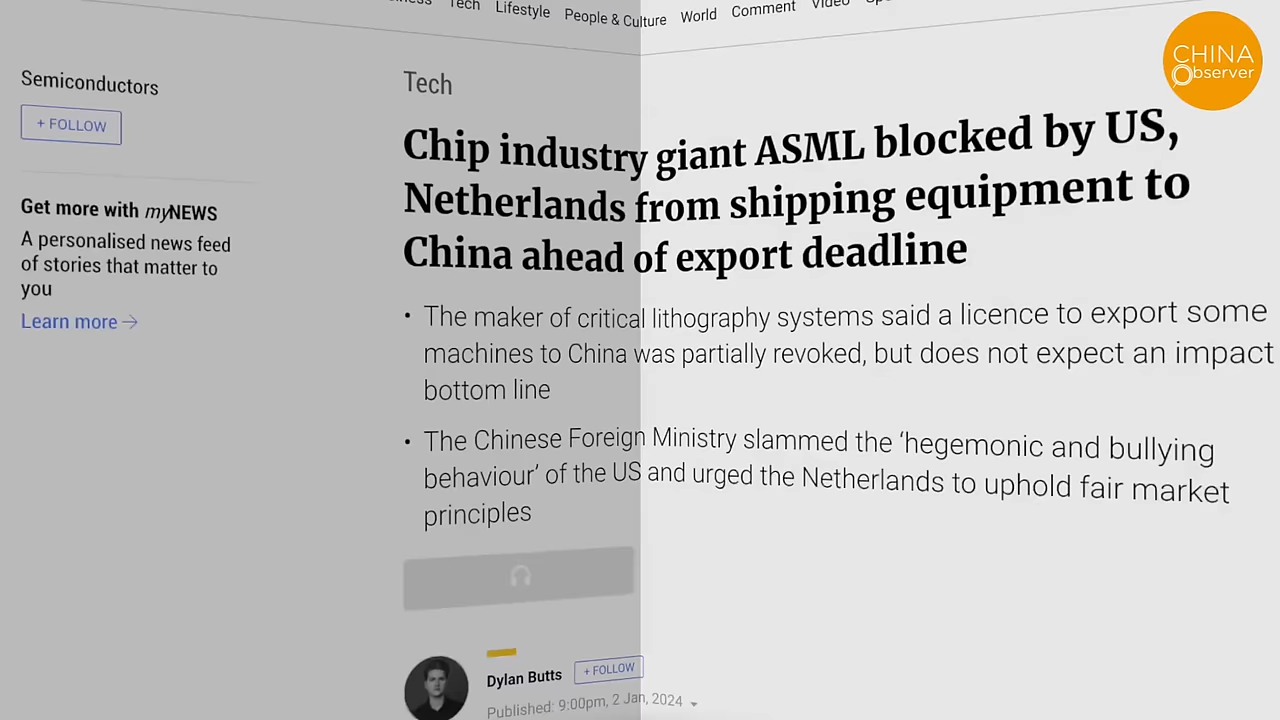 Tech
Lifestyle
People & Culture
World
Comment
Video
CHINA
Observer
Semiconductors
+ FOLLOW
Get more with myNEWS
A personalised news feed
of stories that matter to
you
Learn more →
Tech
Chip industry giant ASML blocked by US,
Netherlands from shipping equipment to
China ahead of export deadline
• The maker of critical lithography systems said a licence to export some
machines to China was partially revoked, but does not expect an impact
bottom line
• The Chinese Foreign Ministry slammed the ‘hegemonic and bullying
behaviour’ of the US and urged the Netherlands to uphold fair market
principles
Dylan Butts
+ FOLLOW
Published: 9:00pm, 2 Jan, 2024